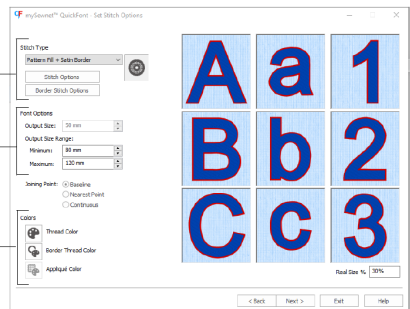 mySewnet™ QuickFont - Set Stitch Options
Stitch Type
Pattern Fill + Satin Border
Stitch Options
Border Stitch Options
Font Options
Output Size: 50 mm
Output Size Range:
Minimum: 80 mm
Maximum: 120 mm
Joining Point: Baseline
Nearest Point
Continuous
Colors
Thread Color
Border Thread Color
Appliqué Color
A a 1
B b 2
C c 3
Real Size % 30%
< Back Next > Exit Help